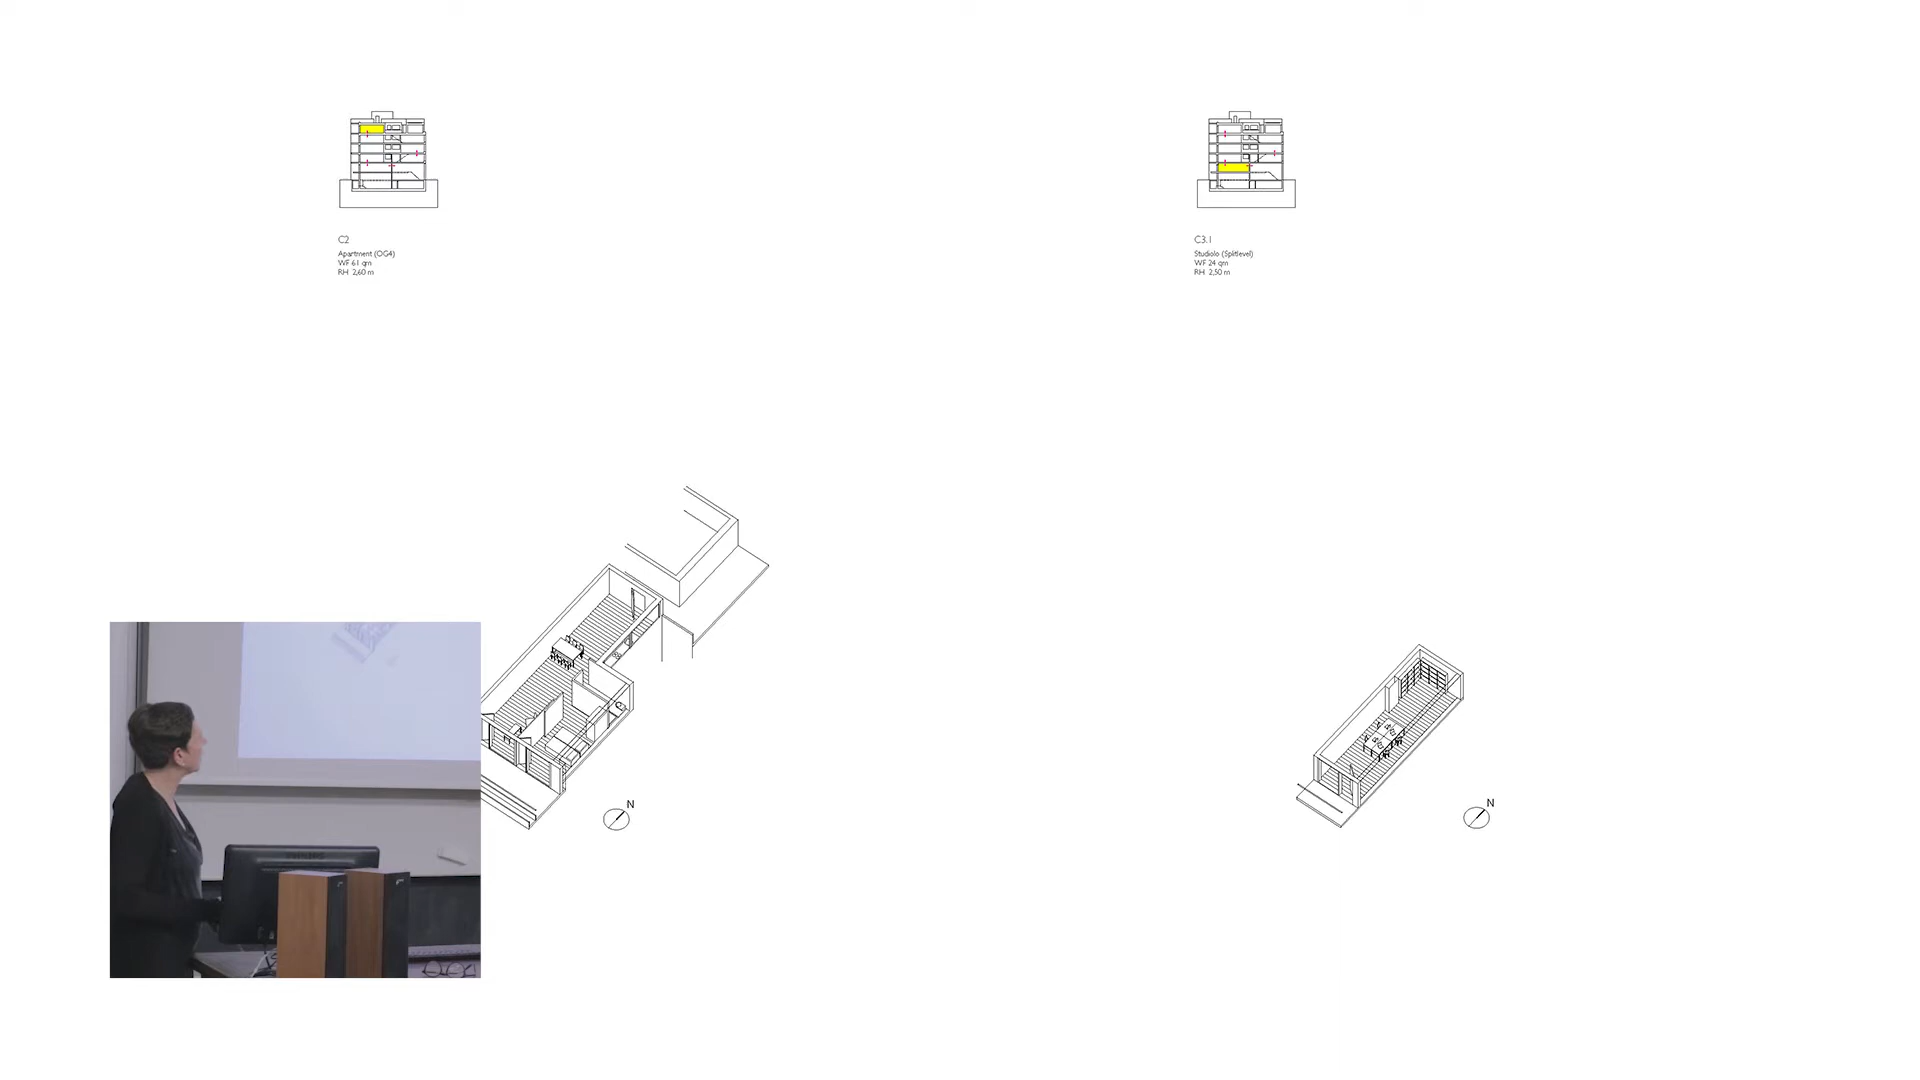 C2
Apartment (OG4)
WF 61 qm
RH 2,60 m
C3.1
Studiolo (Splitlevel)
WF 24 qm
RH 2,50 m
N
N
PHILIPS